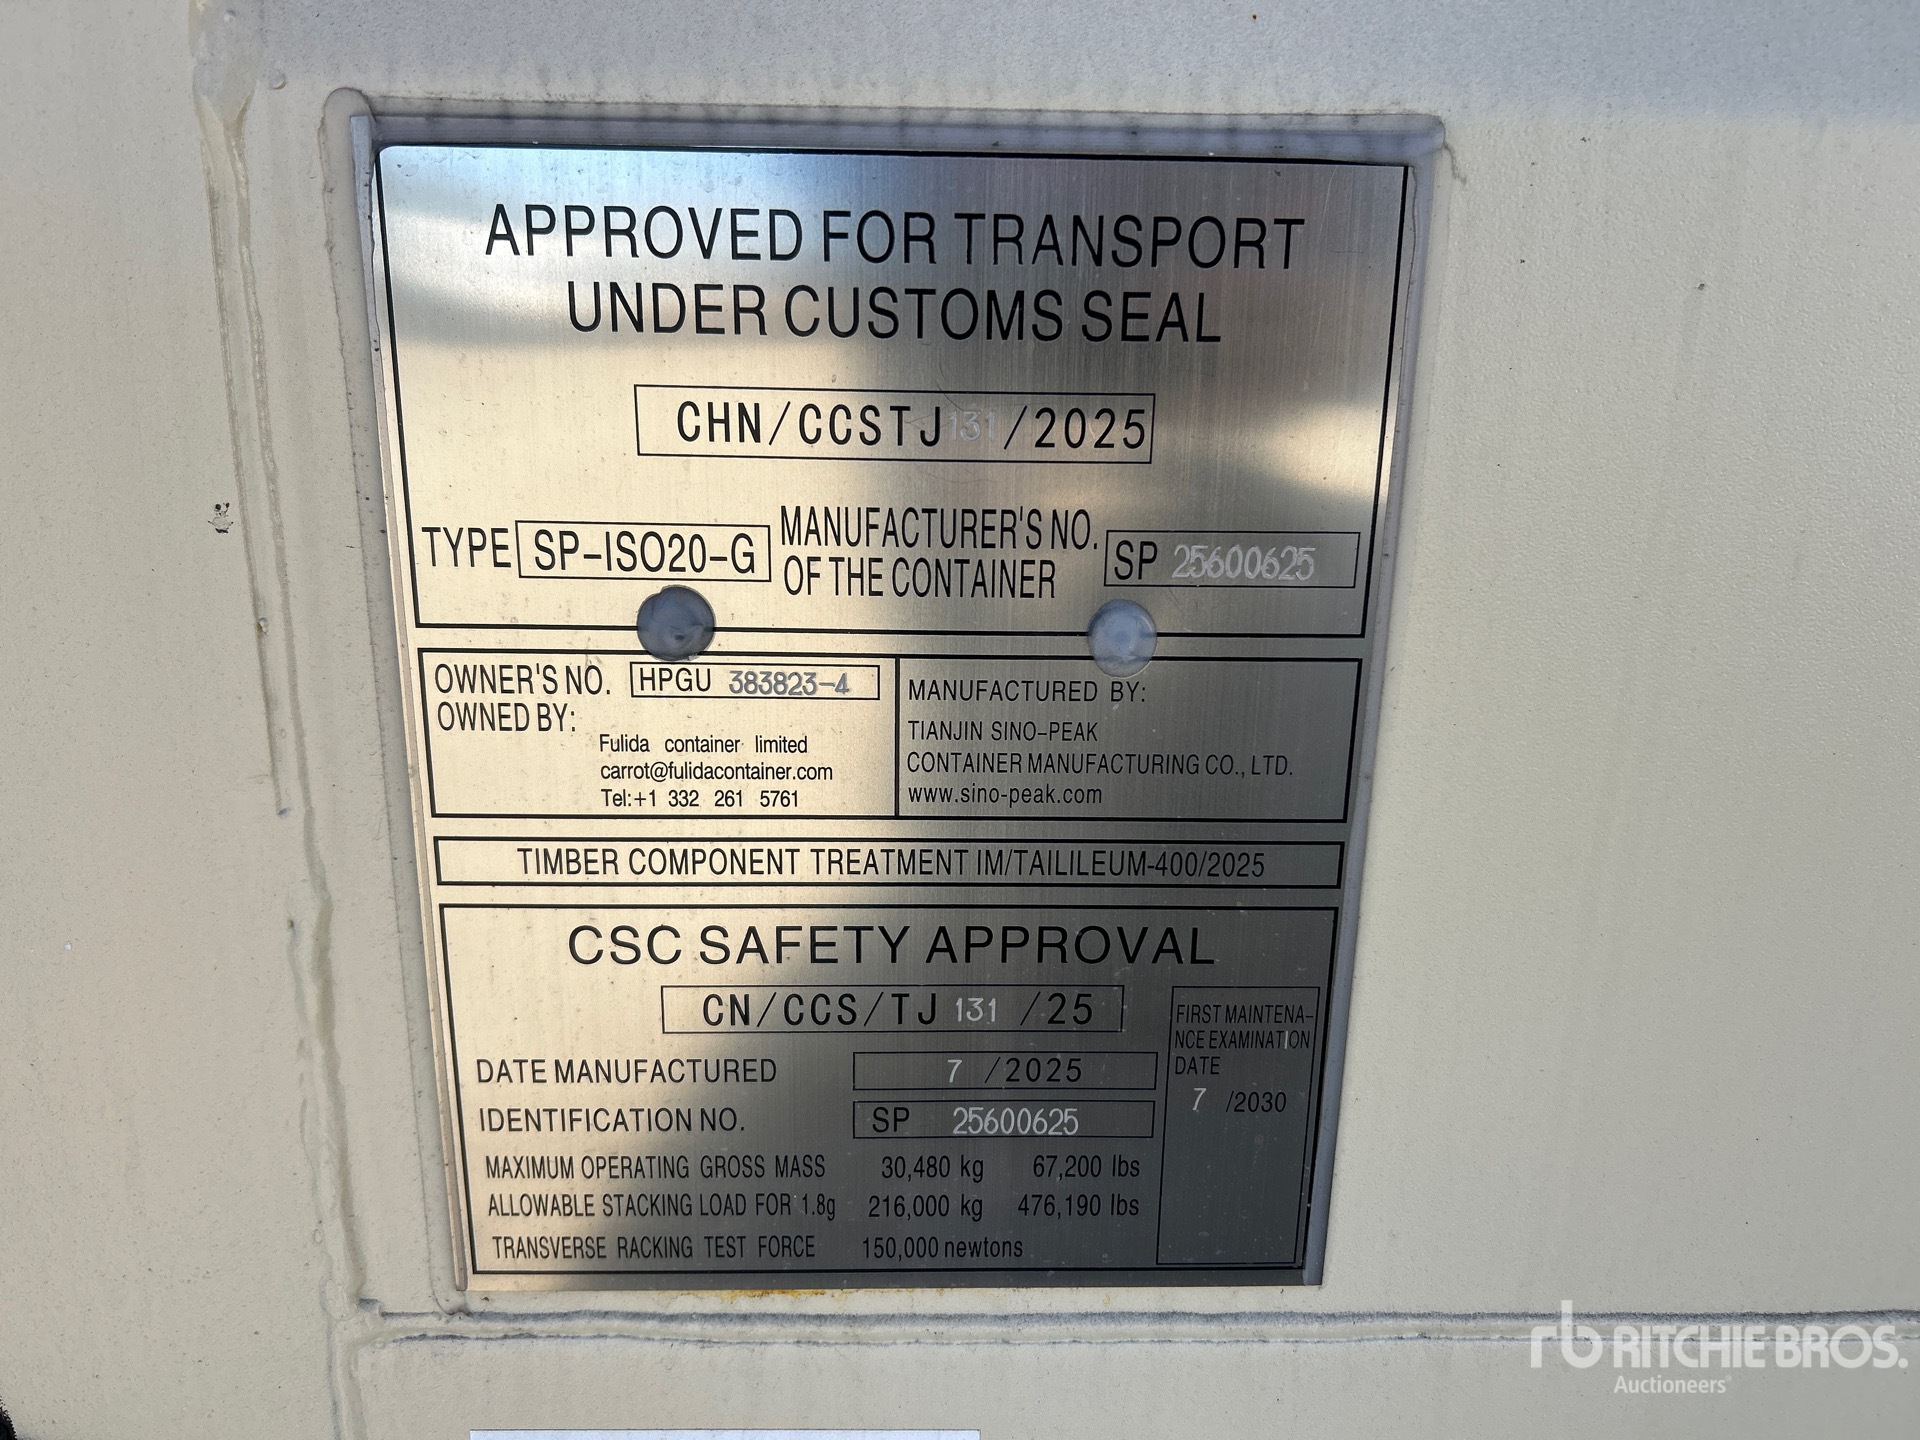 APPROVED FOR TRANSPORT
UNDER CUSTOMS SEAL
CHN/CCSTJ 131 /2025
TYPE SP-ISO20-G MANUFACTURER'S NO. OF THE CONTAINER SP 25600625
OWNER'S NO. HPGU 383823-4
OWNED BY:
Fulida container limited
carrot@fulidacontainer.com
Tel:+1 332 261 5761
MANUFACTURED BY:
TIANJIN SINO-PEAK
CONTAINER MANUFACTURING CO., LTD.
www.sino-peak.com
TIMBER COMPONENT TREATMENT IM/TAILILEUM-400/2025
CSC SAFETY APPROVAL
CN/CCS/TJ 131 /25
DATE MANUFACTURED 7 /2025
IDENTIFICATION NO. SP 25600625
MAXIMUM OPERATING GROSS MASS 30,480 kg 67,200 lbs
ALLOWABLE STACKING LOAD FOR 1.8g 216,000 kg 476,190 lbs
TRANSVERSE RACKING TEST FORCE 150,000 newtons
FIRST MAINTENA-
NCE EXAMINATION
DATE
7 /2030
rb RITCHIE BROS.
Auctioneers